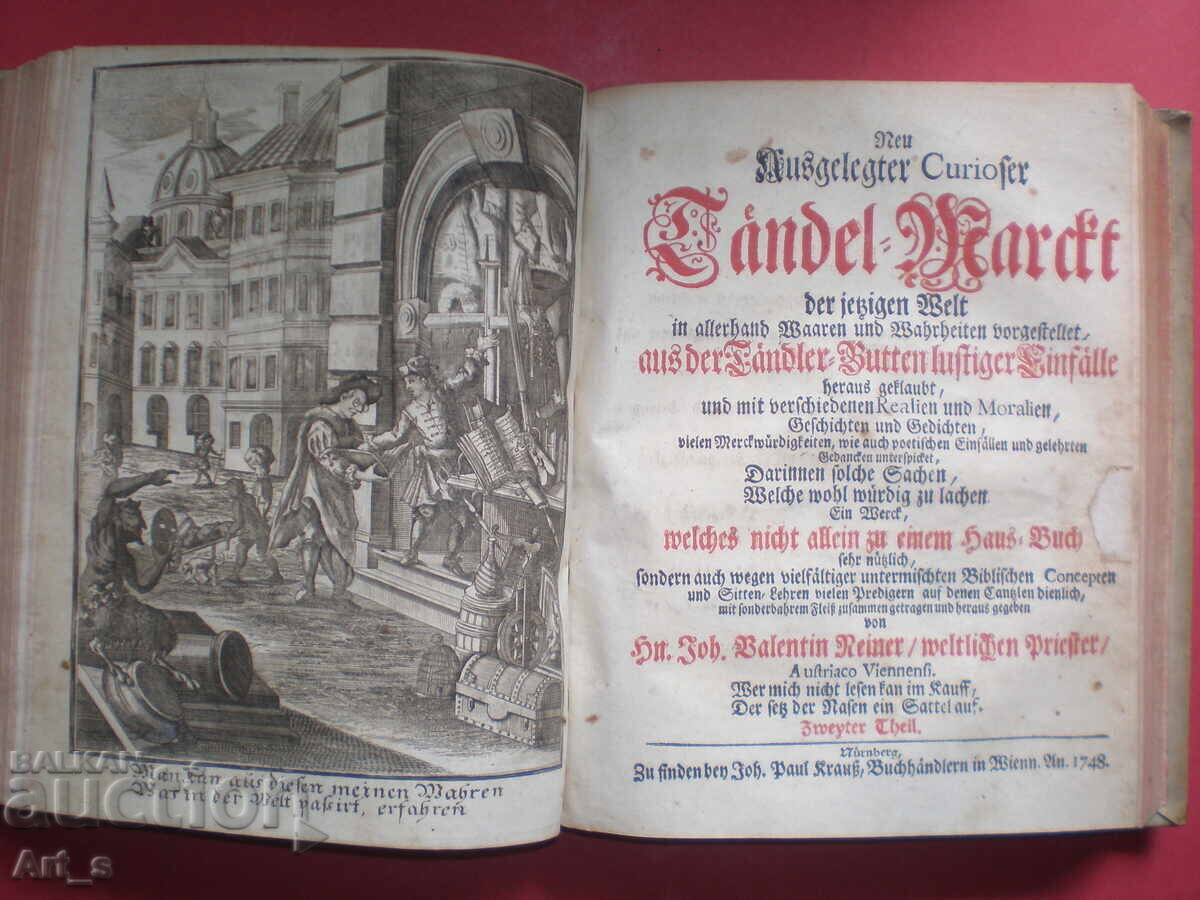 Man kan aus diesen meinen Wahren
Was in der Welt passirt, erfahren
Neu
Ausgelegter Curioser
Tändel-Marckt
der jetzigen Welt
in allerhand Waaren und Wahrheiten vorgestellet,
aus der Tändler-Butten lustiger Einfälle
heraus geklaubt,
und mit verschiedenen Realien und Moralien,
Geschichten und Gedichten,
vielen Merckwürdigkeiten, wie auch poetischen Einfällen und gelehrten
Gedancken unterspicket,
Darinnen solche Sachen,
Welche wohl würdig zu lachen
Ein Werck,
welches nicht allein zu einem Haus-Buch
sehr nützlich,
sondern auch wegen vielfältiger untermischten Biblischen Concepten
und Sitten-Lehren vielen Predigern auf denen Cantzlen dienlich,
mit sonderbahrem Fleiß zusammen getragen und heraus gegeben
von
Hn. Joh. Valentin Neiner/weltlichen Priester/
Austriaco Viennensi.
Wer mich nicht lesen kan im Kauff,
Der setz der Nasen ein Sattel auf.
Zweyter Theil.
Nürnberg,
Zu finden bey Joh. Paul Krauß, Buchhändlern in Wienn. An. 1748.
BALKAN
auction
Art_s